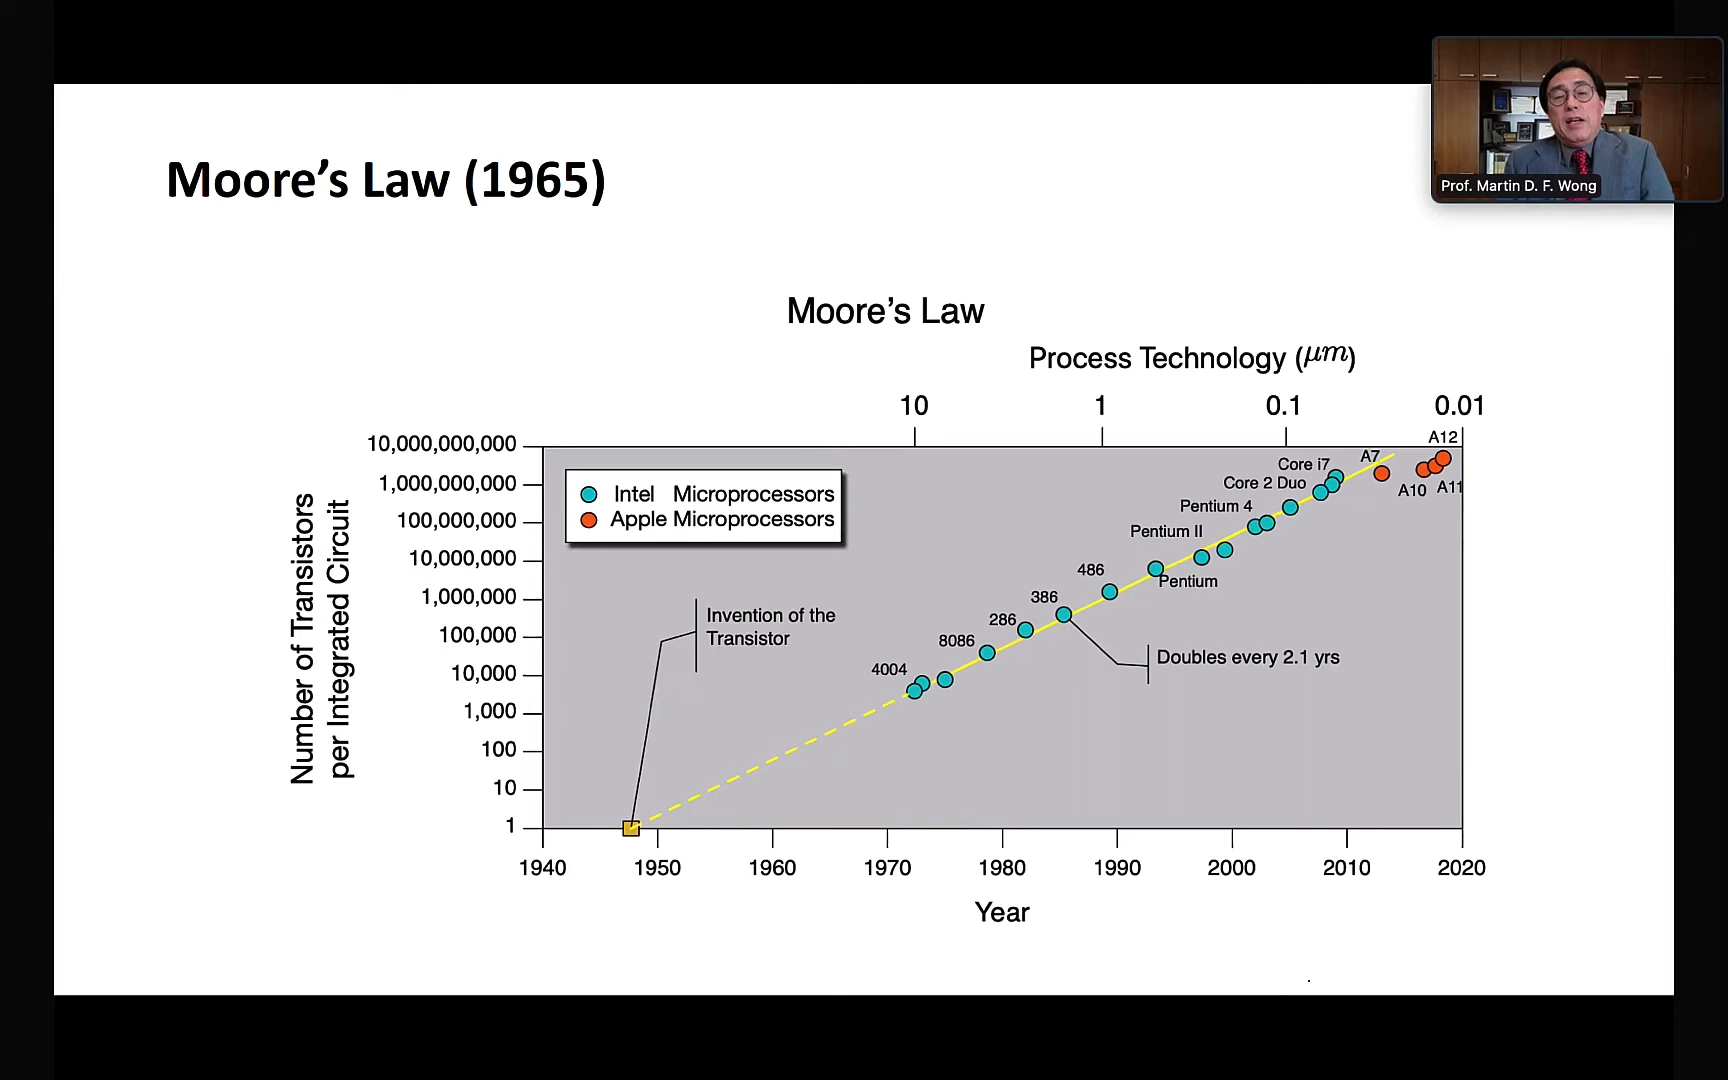 Prof. Martin D. F. Wong
Moore's Law (1965)
Moore's Law
Process Technology (μm)
10
1
0.1
0.01
Number of Transistors
per Integrated Circuit
10,000,000,000
1,000,000,000
100,000,000
10,000,000
1,000,000
100,000
10,000
1,000
100
10
1
Intel Microprocessors
Apple Microprocessors
Invention of the
Transistor
4004
8086
286
386
486
Pentium
Pentium II
Pentium 4
Core 2 Duo
Core i7
A7
A10
A11
A12
Doubles every 2.1 yrs
1940
1950
1960
1970
1980
1990
2000
2010
2020
Year